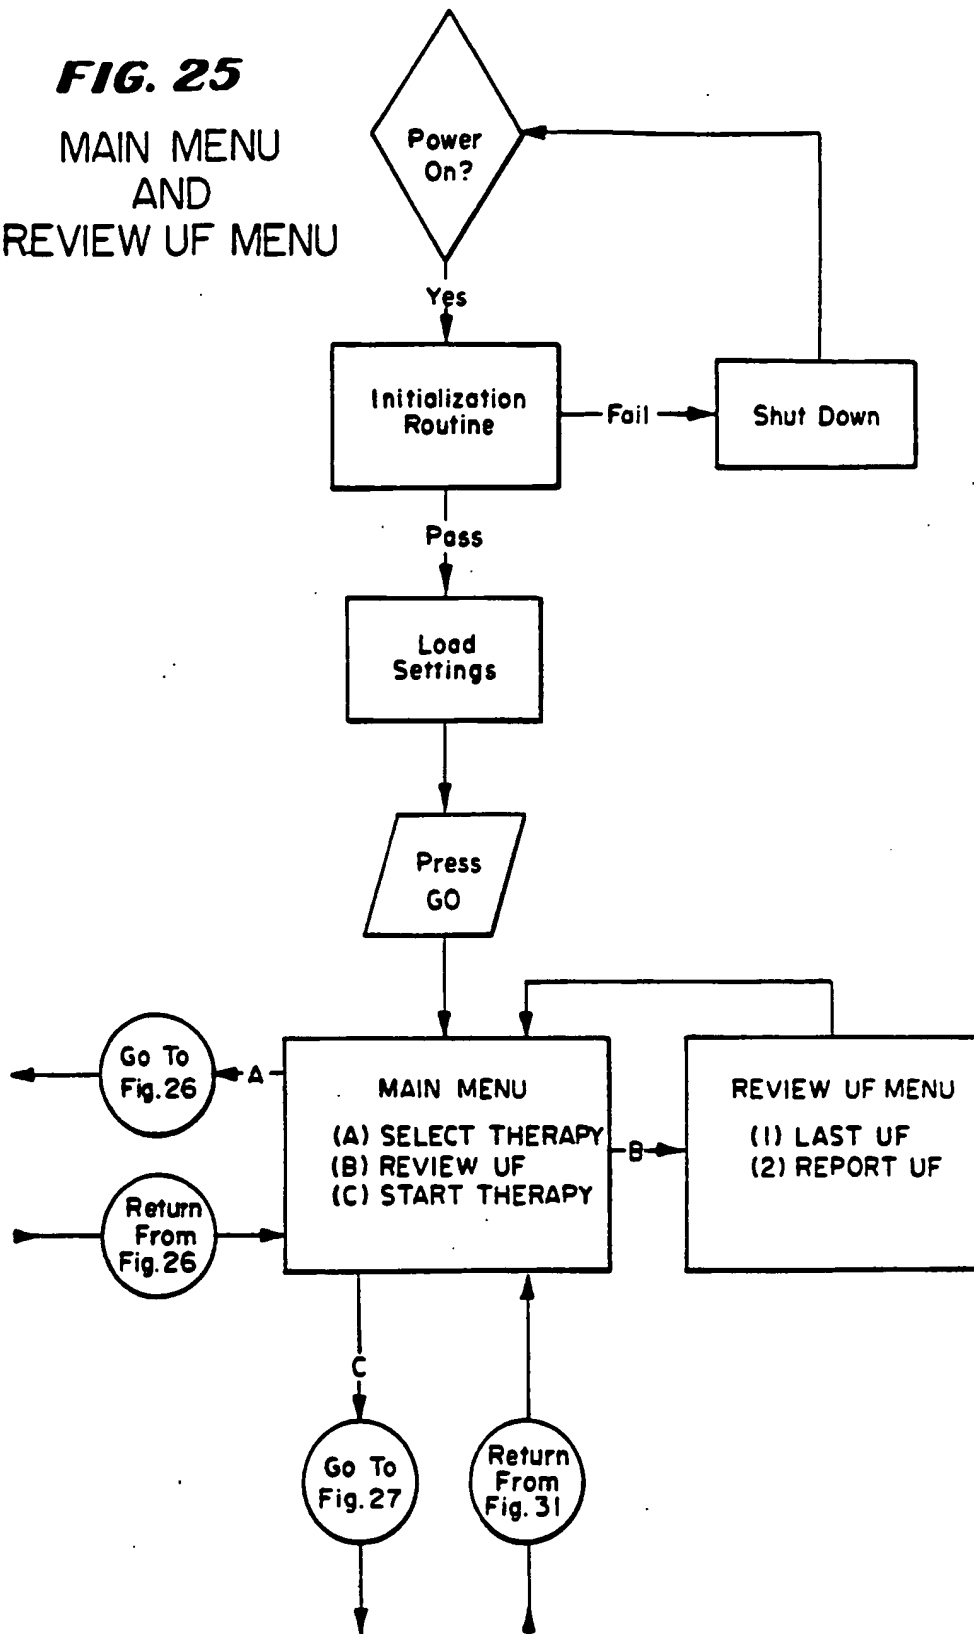 FIG. 25
MAIN MENU
AND
REVIEW UF MENU
Power
On?
Yes
Initialization
Routine
Fail
Shut Down
Pass
Load
Settings
Press
GO
Go To
Fig. 26
A
MAIN MENU
(A) SELECT THERAPY
(B) REVIEW UF
(C) START THERAPY
B
REVIEW UF MENU
(1) LAST UF
(2) REPORT UF
Return
From
Fig. 26
C
Go To
Fig. 27
Return
From
Fig. 31